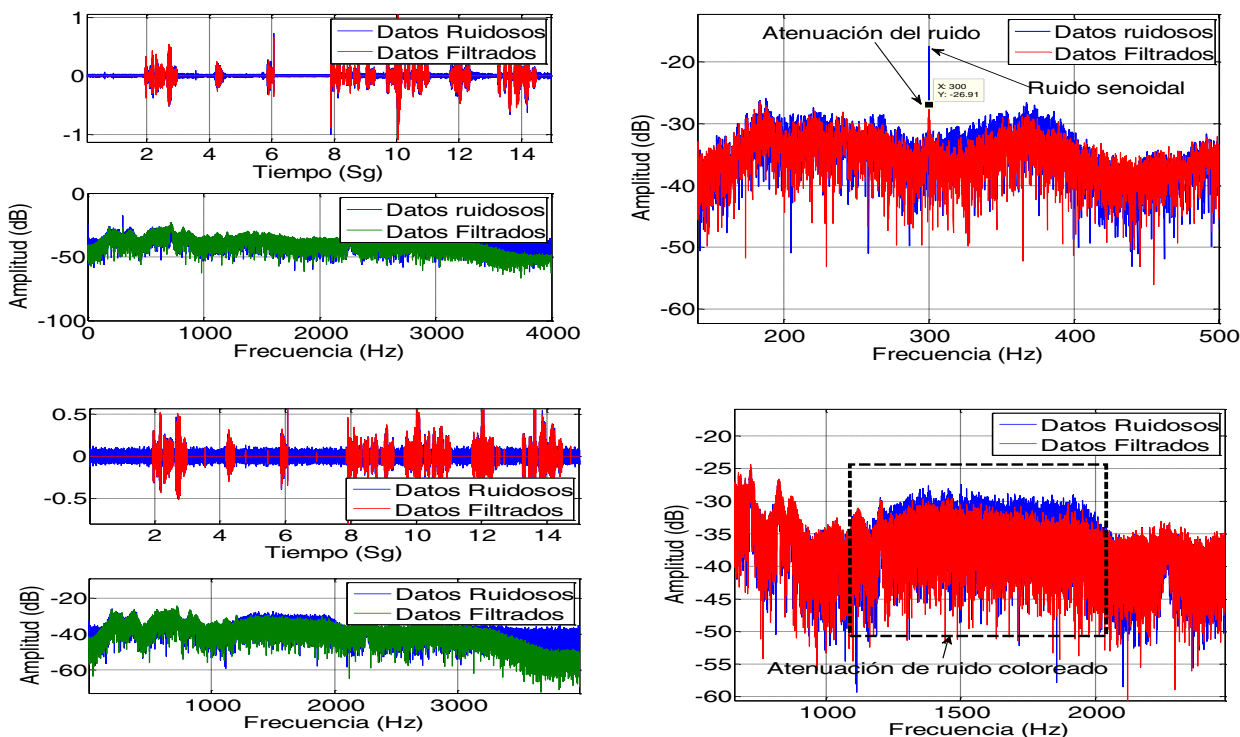 1
0
-1
Datos Ruidosos
Datos Filtrados
2
4
6
8
10
12
14
Tiempo (Sg)
0
-50
-100
Amplitud (dB)
Datos ruidosos
Datos Filtrados
0
1000
2000
3000
4000
Frecuencia (Hz)
Atenuación del ruido
Datos ruidosos
Datos Filtrados
X: 300
Y: -26.91
Ruido senoidal
-20
-30
-40
-50
-60
Amplitud (dB)
200
300
400
500
Frecuencia (Hz)
0.5
0
-0.5
Datos Ruidosos
Datos Filtrados
2
4
6
8
10
12
14
Tiempo (Sg)
-20
-40
-60
Amplitud (dB)
Datos Ruidosos
Datos Filtrados
1000
2000
3000
Frecuencia (Hz)
Datos Ruidosos
Datos Filtrados
-20
-25
-30
-35
-40
-45
-50
-55
-60
Amplitud (dB)
Atenuación de ruido coloreado
1000
1500
2000
Frecuencia (Hz)